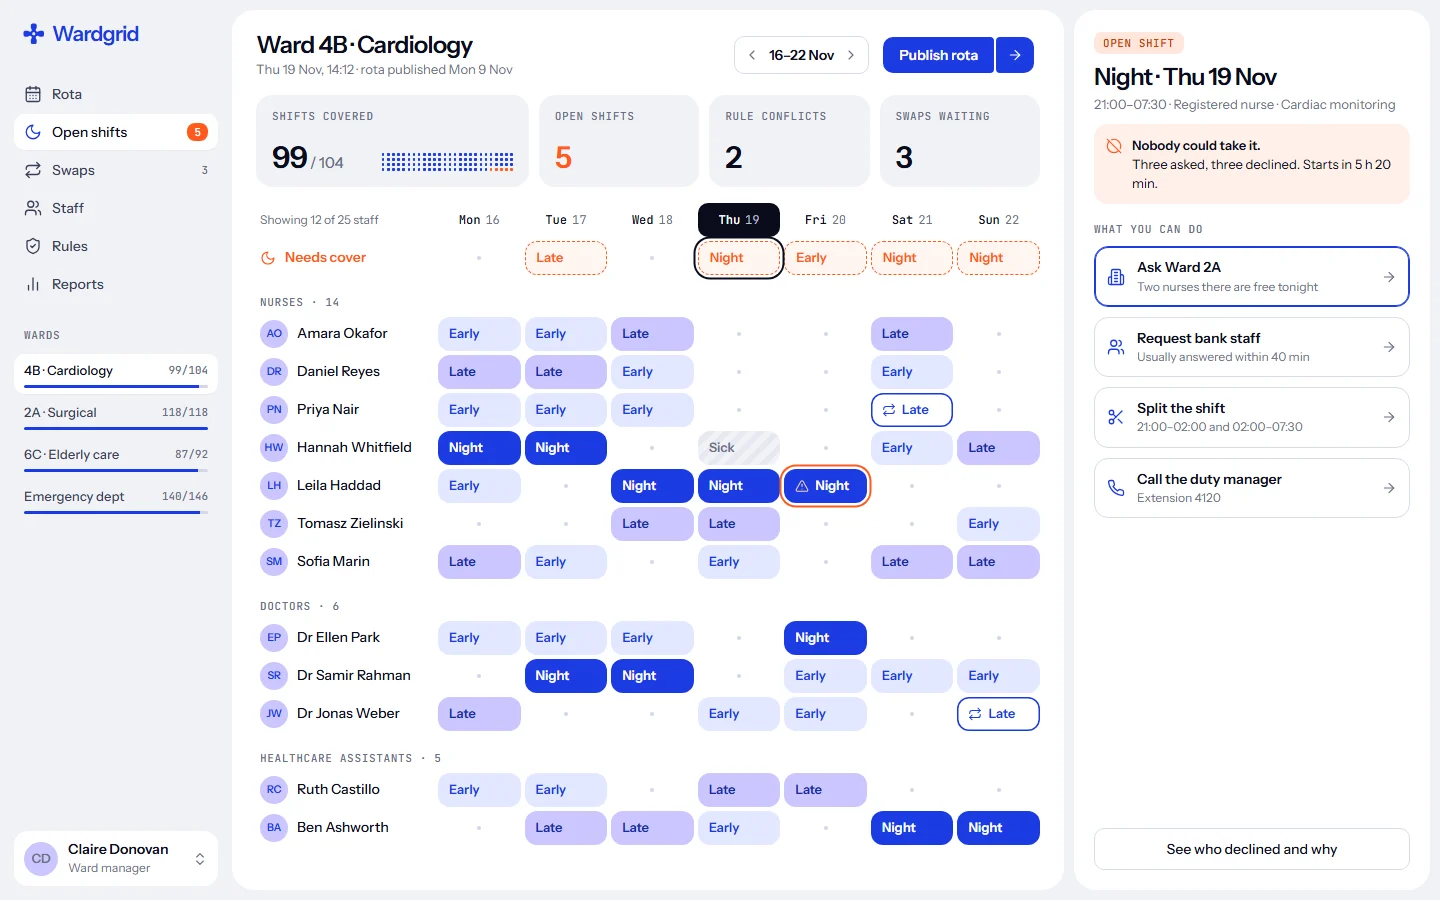 Wardgrid
Rota
Open shifts 5
Swaps 3
Staff
Rules
Reports
WARDS
4B · Cardiology 99/104
2A · Surgical 118/118
6C · Elderly care 87/92
Emergency dept 140/146
CD
Claire Donovan
Ward manager
Ward 4B · Cardiology
Thu 19 Nov, 14:12 · rota published Mon 9 Nov
16–22 Nov
Publish rota
SHIFTS COVERED
99 / 104
OPEN SHIFTS
5
RULE CONFLICTS
2
SWAPS WAITING
3
Showing 12 of 25 staff Mon 16 Tue 17 Wed 18 Thu 19 Fri 20 Sat 21 Sun 22
Needs cover Late Night Early Night Night
NURSES · 14
AO Amara Okafor Early Early Late Late
DR Daniel Reyes Late Late Early Early
PN Priya Nair Early Early Early Late
HW Hannah Whitfield Night Night Sick Early Late
LH Leila Haddad Early Night Night Night
TZ Tomasz Zielinski Late Late Early
SM Sofia Marin Late Early Early Late Late
DOCTORS · 6
EP Dr Ellen Park Early Early Early Night
SR Dr Samir Rahman Night Night Early Early Early
JW Dr Jonas Weber Late Early Early Late
HEALTHCARE ASSISTANTS · 5
RC Ruth Castillo Early Early Late Late
BA Ben Ashworth Late Late Early Night Night
OPEN SHIFT
Night · Thu 19 Nov
21:00–07:30 · Registered nurse · Cardiac monitoring
Nobody could take it.
Three asked, three declined. Starts in 5 h 20
min.
WHAT YOU CAN DO
Ask Ward 2A
Two nurses there are free tonight
Request bank staff
Usually answered within 40 min
Split the shift
21:00–02:00 and 02:00–07:30
Call the duty manager
Extension 4120
See who declined and why